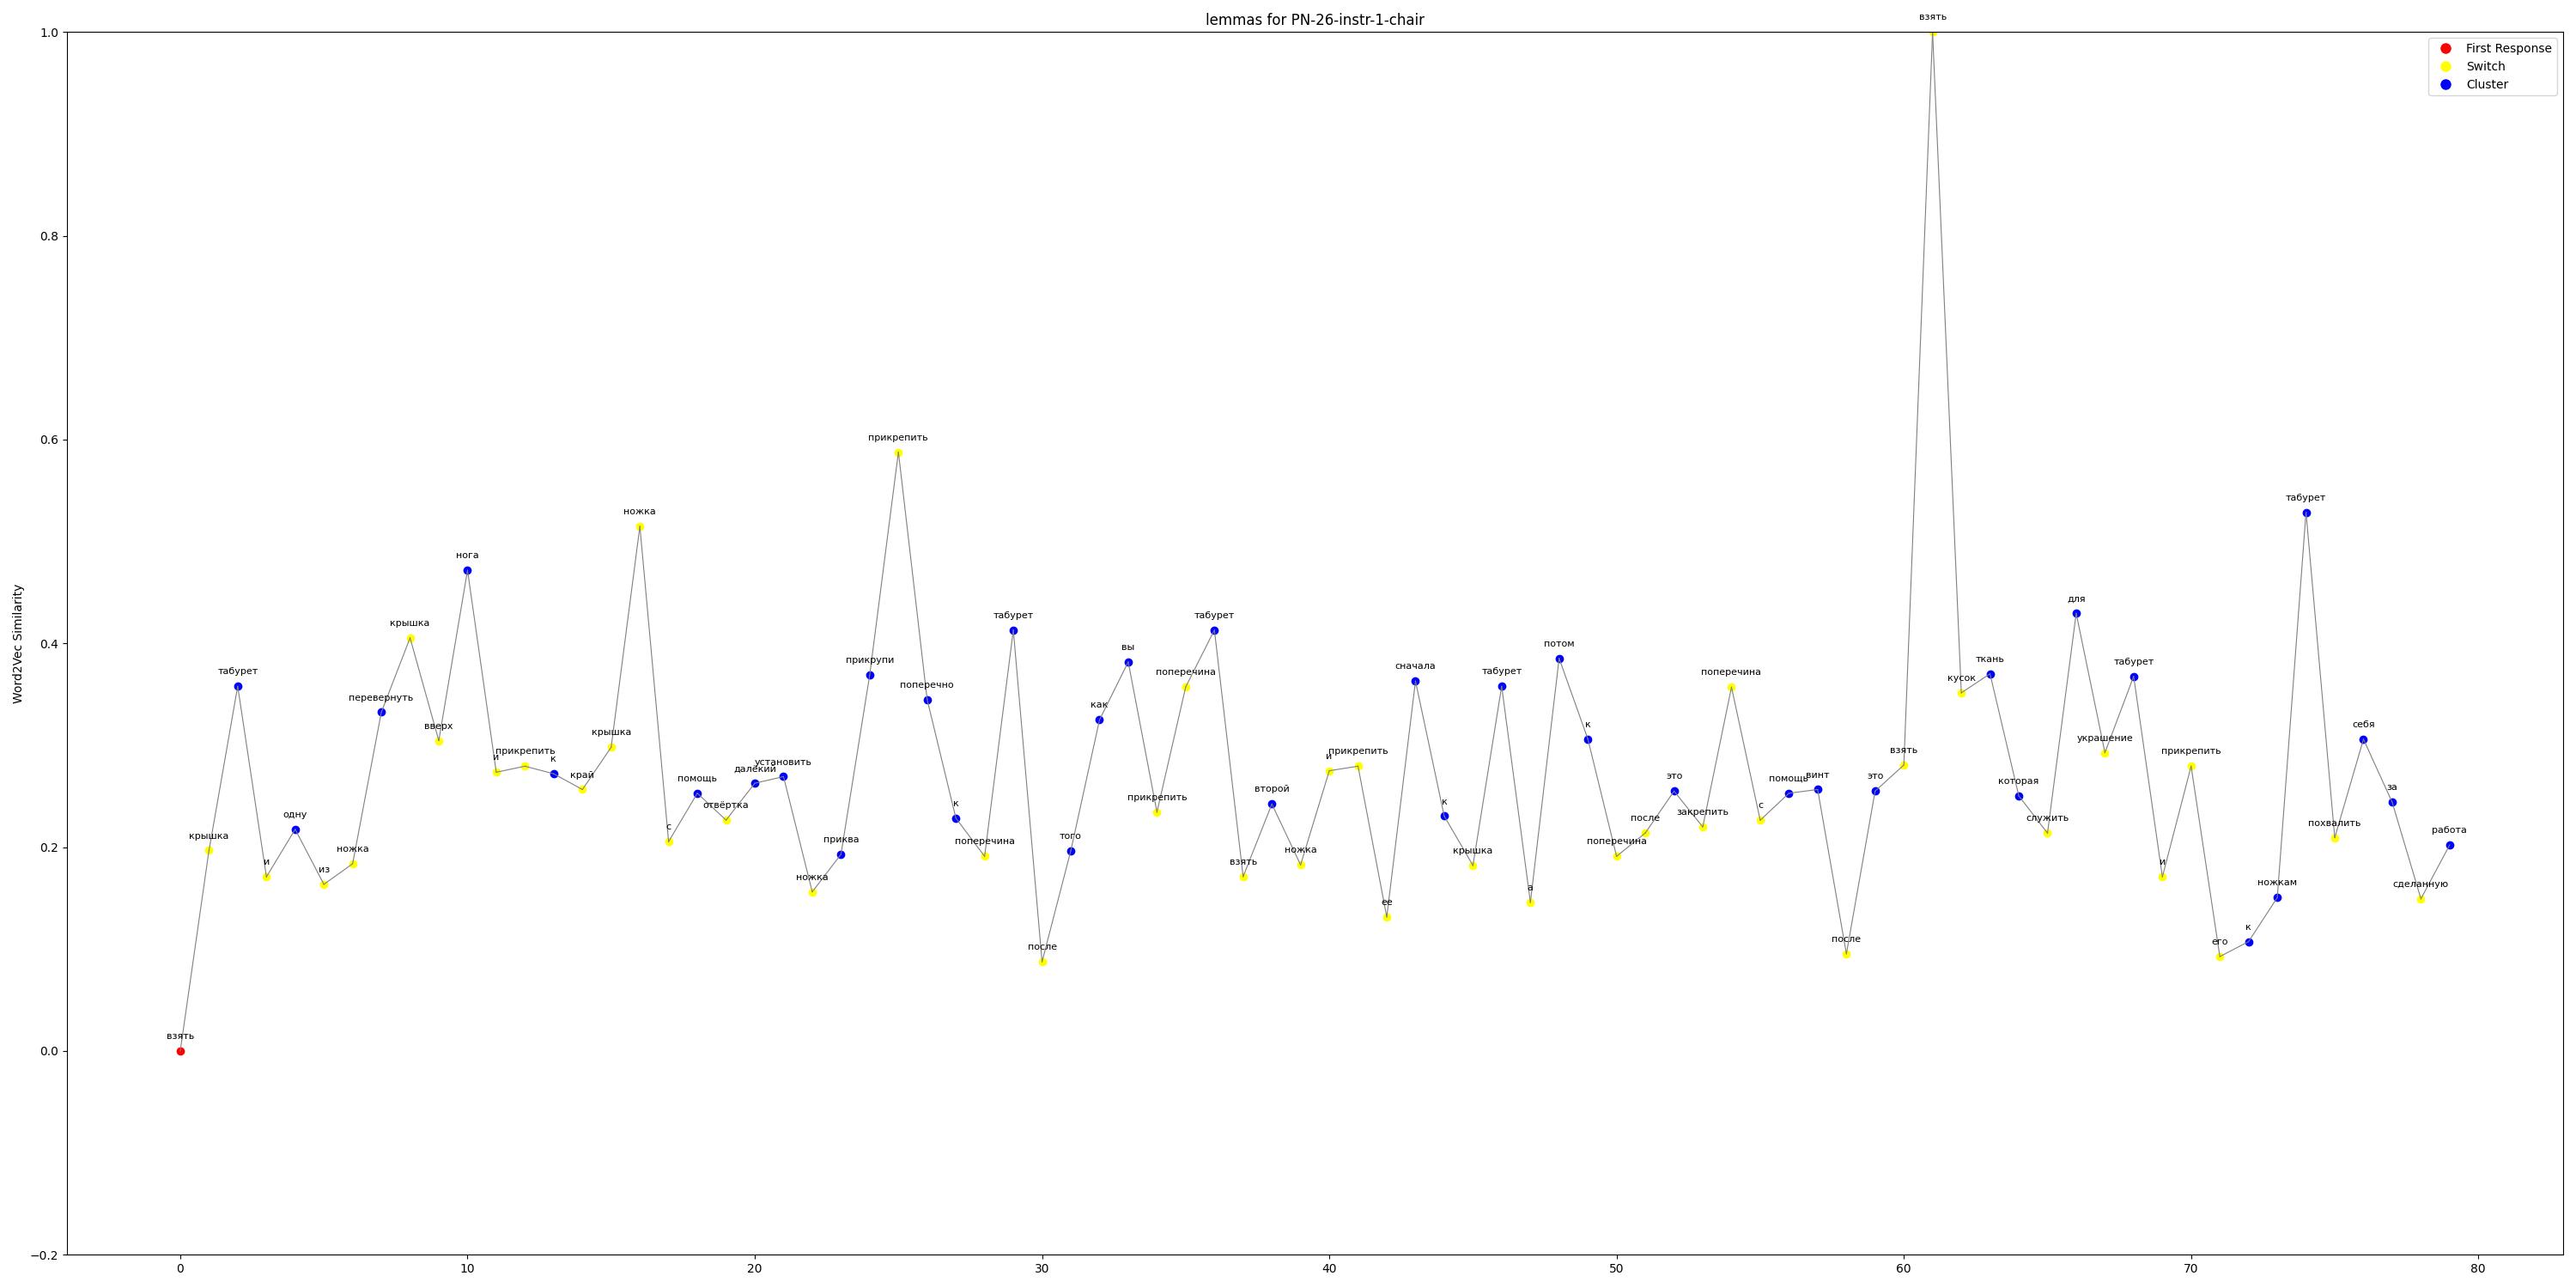 lemmas for PN-26-instr-1-chair
Word2Vec Similarity
1.0
0.8
0.6
0.4
0.2
0.0
−0.2
0 10 20 30 40 50 60 70 80
First Response
Switch
Cluster
взять
крышка
табурет
и
одну
из
ножка
перевернуть
крышка
вверх
нога
и
прикрепить
к
край
крышка
ножка
с
помощь
отвёртка
далёкий
установить
ножка
приква
прикрупи
прикрепить
поперечно
к
поперечина
табурет
после
того
как
вы
прикрепить
поперечина
табурет
взять
второй
ножка
и
прикрепить
ее
сначала
к
крышка
табурет
а
потом
к
поперечина
после
это
закрепить
поперечина
с
помощь
винт
после
это
взять
взять
кусок
ткань
которая
служить
для
украшение
табурет
и
прикрепить
его
к
ножкам
табурет
похвалить
себя
за
сделанную
работа